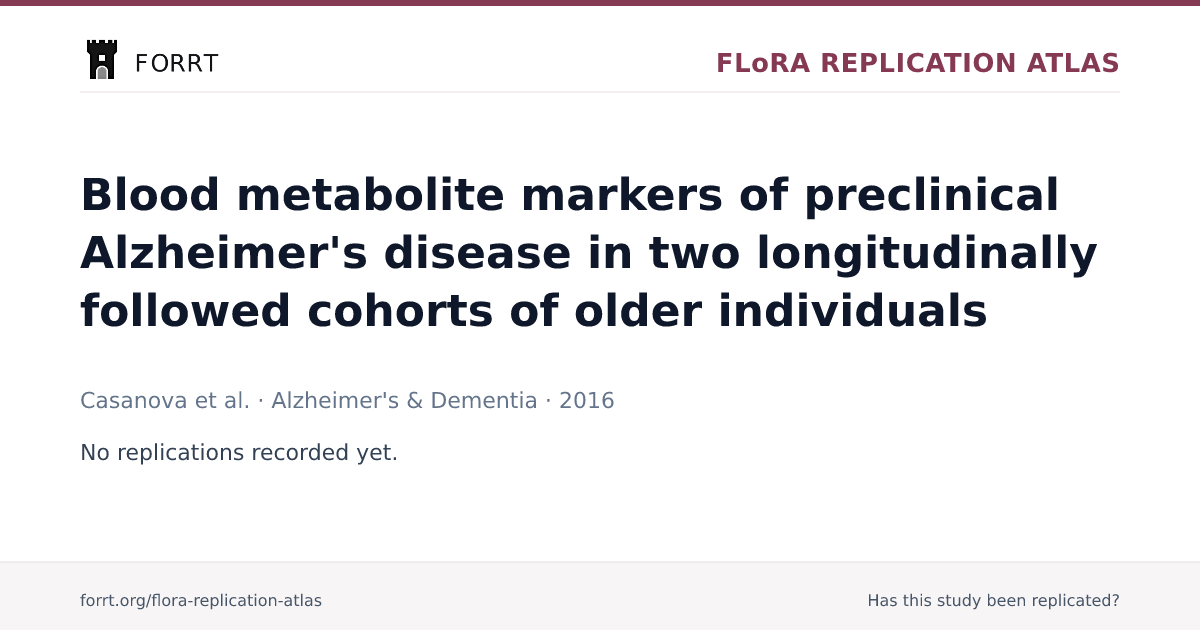 FORRT
FLoRA REPLICATION ATLAS
Blood metabolite markers of preclinical
Alzheimer's disease in two longitudinally
followed cohorts of older individuals
Casanova et al. · Alzheimer's & Dementia · 2016
No replications recorded yet.
forrt.org/flora-replication-atlas
Has this study been replicated?